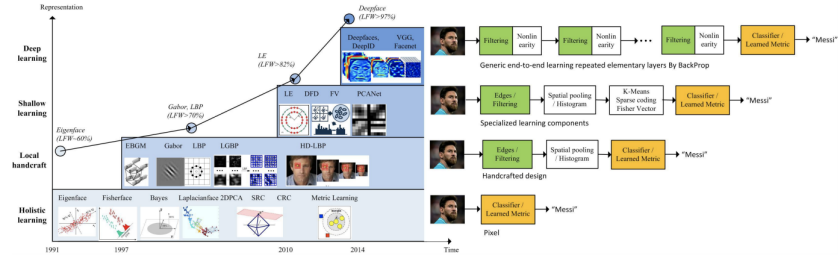 Representation
Deepface
(LFW>97%)
Deep
learning
Deepfaces,
DeepID
VGG,
Facenet
LE
(LFW>82%)
Shallow
learning
LE DFD FV PCANet
Gabor, LBP
(LFW>70%)
Eigenface
(LFW~60%)
Local
handcraft
EBGM Gabor LBP LGBP HD-LBP
Holistic
learning
Eigenface Fisherface Bayes Laplacianface 2DPCA SRC CRC Metric Learning
1991 1997 2010 2014 Time
Filtering Nonlin
earity Filtering Nonlin
earity ••• Filtering Nonlin
earity Classifier /
Learned Metric "Messi"
Generic end-to-end learning repeated elementary layers By BackProp
Edges /
Filtering Spatial pooling
/ Histogram K-Means
Sparse coding
Fisher Vector Classifier /
Learned Metric "Messi"
Specialized learning components
Edges /
Filtering Spatial pooling
/ Histogram Classifier /
Learned Metric "Messi"
Handcrafted design
Classifier /
Learned Metric "Messi"
Pixel